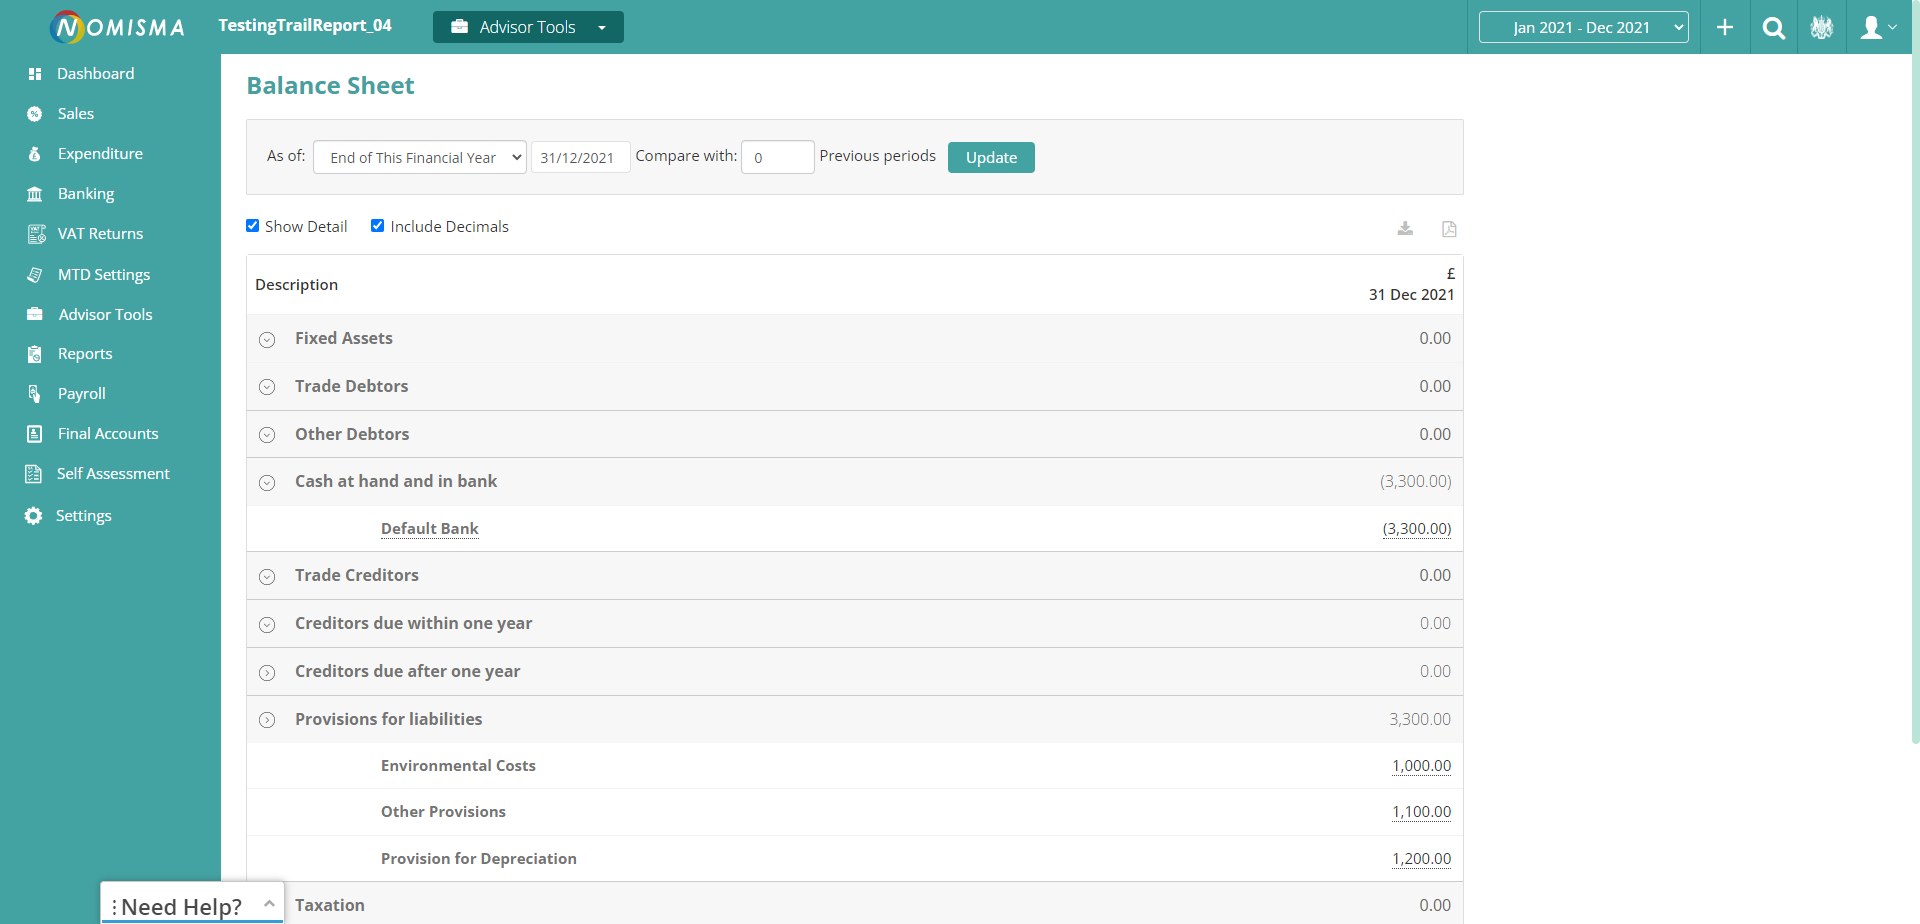 NOMISMA
TestingTrailReport_04
Advisor Tools
Jan 2021 - Dec 2021
Dashboard
Sales
Expenditure
Banking
VAT Returns
MTD Settings
Advisor Tools
Reports
Payroll
Final Accounts
Self Assessment
Settings
Balance Sheet
As of: End of This Financial Year 31/12/2021 Compare with: 0 Previous periods Update
Show Detail Include Decimals
£
Description 31 Dec 2021
Fixed Assets 0.00
Trade Debtors 0.00
Other Debtors 0.00
Cash at hand and in bank (3,300.00)
Default Bank (3,300.00)
Trade Creditors 0.00
Creditors due within one year 0.00
Creditors due after one year 0.00
Provisions for liabilities 3,300.00
Environmental Costs 1,000.00
Other Provisions 1,100.00
Provision for Depreciation 1,200.00
Taxation 0.00
Need Help?